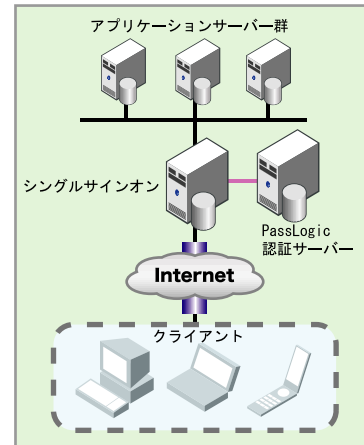 アプリケーションサーバー群
シングルサインオン
PassLogic
認証サーバー
Internet
クライアント